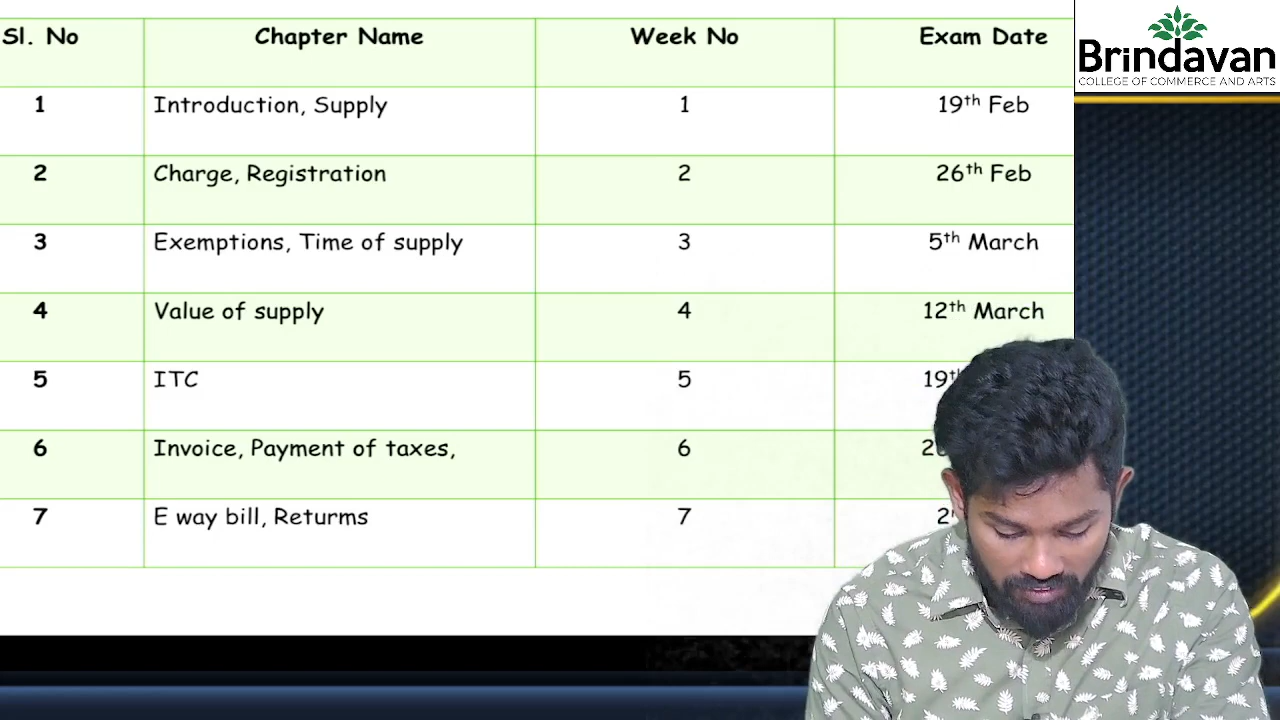 Sl. No Chapter Name Week No Exam Date
1 Introduction, Supply 1 19th Feb
2 Charge, Registration 2 26th Feb
3 Exemptions, Time of supply 3 5th March
4 Value of supply 4 12th March
5 ITC 5
6 Invoice, Payment of taxes, 6
7 E way bill, Returms 7
Brindavan
COLLEGE OF COMMERCE AND ARTS